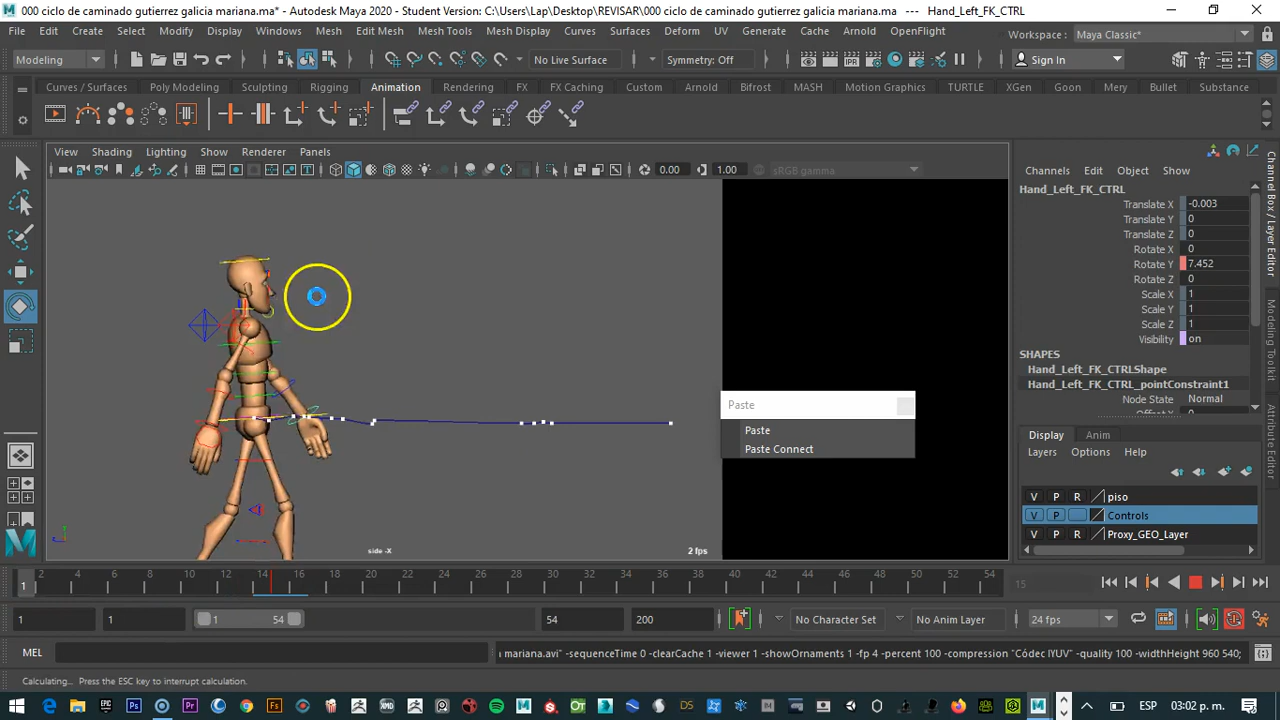 000 ciclo de caminado gutierrez galicia mariana.ma* - Autodesk Maya 2020 - Student Version: C:\Users\Lap\Desktop\REVISAR\000 ciclo de caminado gutierrez galicia mariana.ma --- Hand_Left_FK_CTRL
File Edit Create Select Modify Display Windows Mesh Edit Mesh Mesh Tools Mesh Display Curves Surfaces Deform UV Generate Cache Arnold OpenFlight Workspace : Maya Classic*
Modeling No Live Surface Symmetry: Off Sign In
Curves / Surfaces Poly Modeling Sculpting Rigging Animation Rendering FX FX Caching Custom Arnold Bifrost MASH Motion Graphics TURTLE XGen Goon Mery Bullet Substance
View Shading Lighting Show Renderer Panels
0.00 1.00 sRGB gamma
side -X
2 fps
Paste
Paste
Paste Connect
Channels Edit Object Show
Hand_Left_FK_CTRL
Translate X -0.003
Translate Y 0
Translate Z 0
Rotate X 0
Rotate Y 7.452
Rotate Z 0
Scale X 1
Scale Y 1
Scale Z 1
Visibility on
SHAPES
Hand_Left_FK_CTRLShape
Hand_Left_FK_CTRL_pointConstraint1
Node State Normal
Offset X 0
Display Anim
Layers Options Help
V P R piso
V P Controls
V P R Proxy_GEO_Layer
Channel Box / Layer Editor
Modeling Toolkit
Attribute Editor
1 2 4 6 8 10 12 14 16 18 20 22 24 26 28 30 32 34 36 38 40 42 44 46 48 50 52 54 15
1 1 1 54 54 200 No Character Set No Anim Layer 24 fps
MEL mariana.avi" -sequenceTime 0 -clearCache 1 -viewer 1 -showOrnaments 1 -fp 4 -percent 100 -compression "Códec IYUV" -quality 100 -widthHeight 960 540;
Calculating... Press the ESC key to interrupt calculation.
ESP 03:02 p. m.